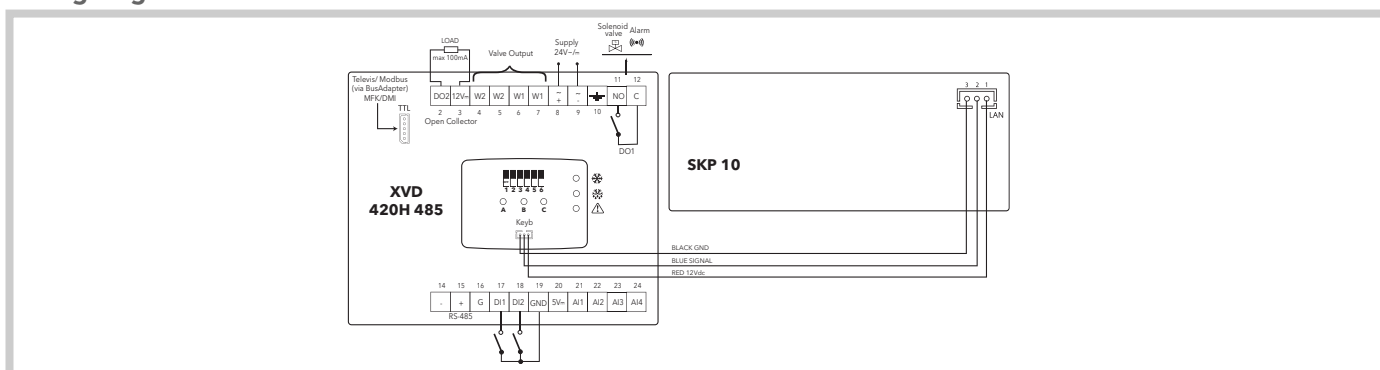 LOAD
max 100mA
Valve Output
Supply
24V~/=
Solenoid
valve
Alarm
Televis/ Modbus
(via BusAdapter)
MFK/DMI
TTL
11 12
DO2 12V= W2 W2 W1 W1 ~ + ~ - NO C
2 3 4 5 6 7 8 9 10
Open Collector
DO1
3 2 1
LAN
SKP 10
XVD
420H 485
1 2 3 4 5 6
A B C
Keyb
BLACK GND
BLUE SIGNAL
RED 12Vdc
14 15 16 17 18 19 20 21 22 23 24
- + G DI1 DI2 GND 5V= AI1 AI2 AI3 AI4
RS-485